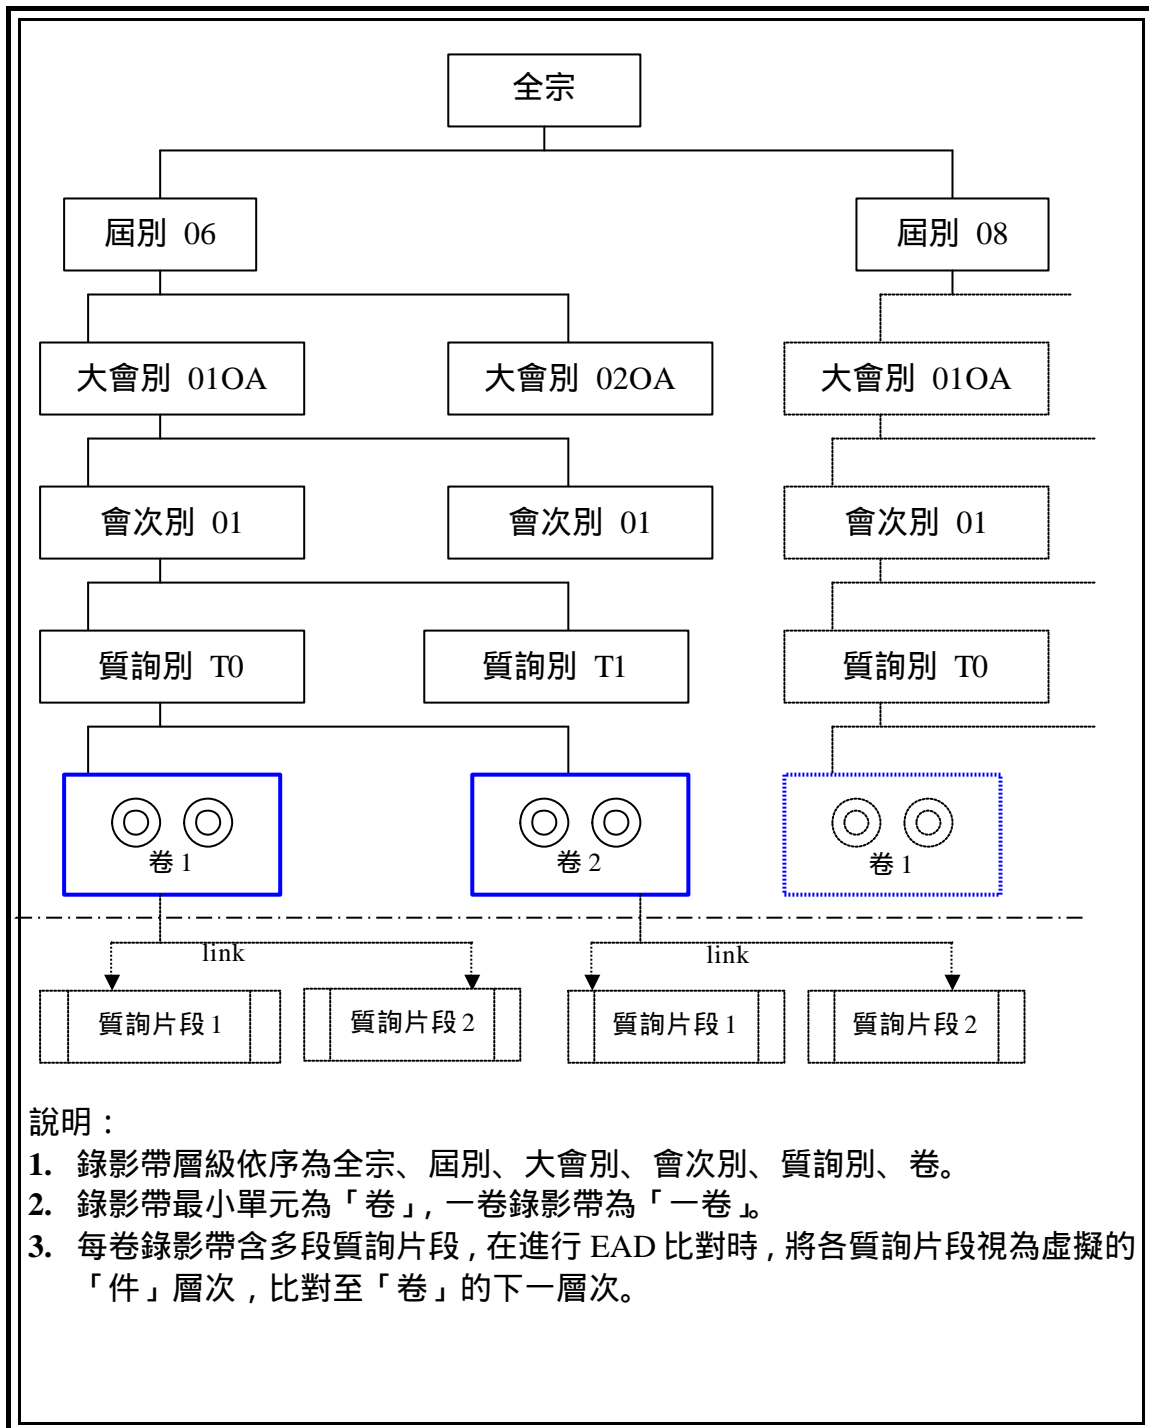 全宗
屆別 06
屆別 08
大會別 01OA
大會別 02OA
大會別 01OA
會次別 01
會次別 01
會次別 01
質詢別 T0
質詢別 T1
質詢別 T0
卷 1
卷 2
卷 1
link
link
質詢片段 1
質詢片段 2
質詢片段 1
質詢片段 2
說明：
1. 錄影帶層級依序為全宗、屆別、大會別、會次別、質詢別、卷。
2. 錄影帶最小單元為「卷」，一卷錄影帶為「一卷」。
3. 每卷錄影帶含多段質詢片段，在進行 EAD 比對時，將各質詢片段視為虛擬的
「件」層次，比對至「卷」的下一層次。